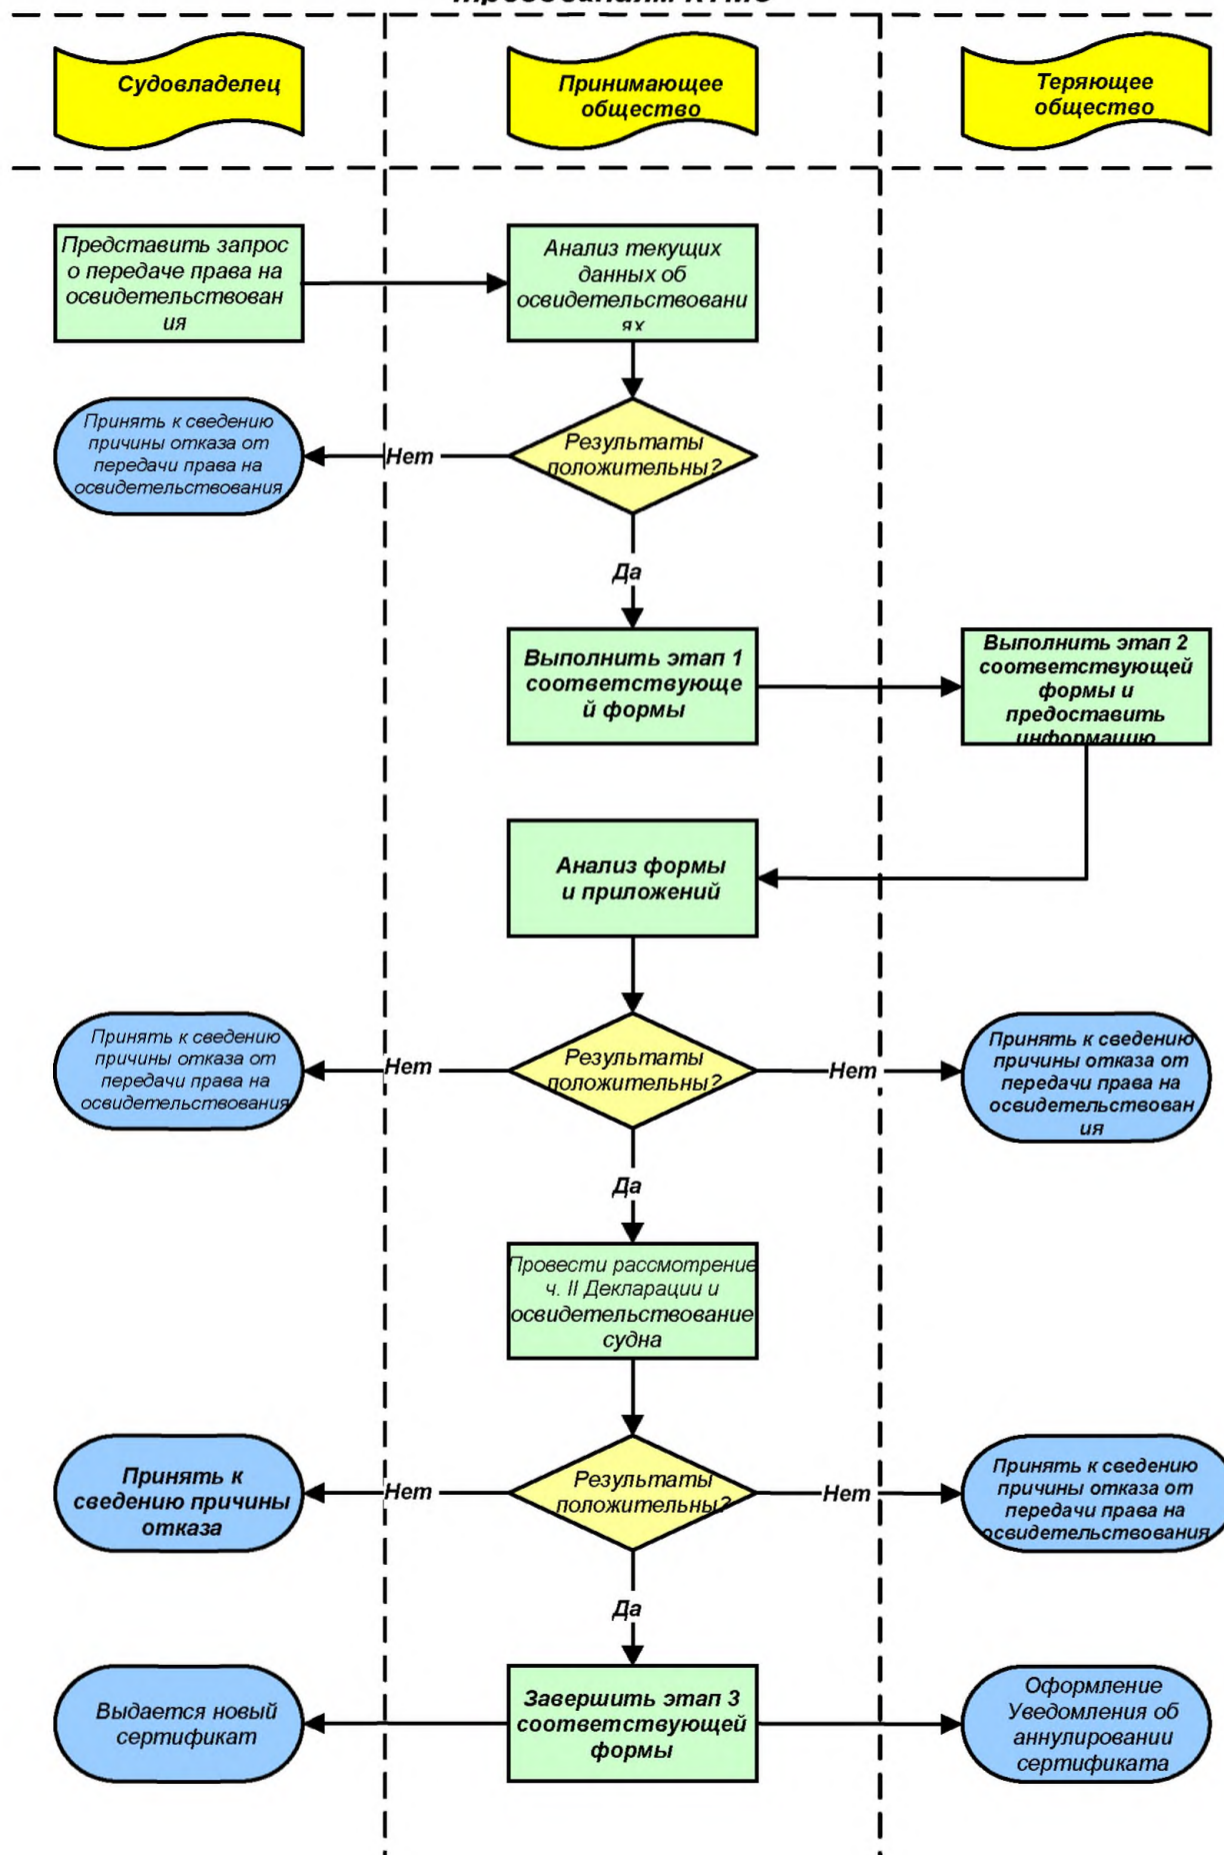 Судовладелец
Принимающее
общество
Теряющее
общество
Представить запрос
о передаче права на
освидетельствован
ия
Анализ текущих
данных об
освидетельствовани
ях
Принять к сведению
причины отказа от
передачи права на
освидетельствования
Нет
Результаты
положительны?
Да
Выполнить этап 1
соответствующе
й формы
Выполнить этап 2
соответствующей
формы и
предоставить
информацию
Анализ формы
и приложений
Принять к сведению
причины отказа от
передачи права на
освидетельствования
Нет
Результаты
положительны?
Нет
Принять к сведению
причины отказа от
передачи права на
освидетельствован
ия
Да
Провести рассмотрение
ч. II Декларации и
освидетельствование
судна
Принять к
сведению причины
отказа
Нет
Результаты
положительны?
Нет
Принять к сведению
причины отказа от
передачи права на
освидетельствования
Да
Выдается новый
сертификат
Завершить этап 3
соответствующей
формы
Оформление
Уведомления об
аннулировании
сертификата